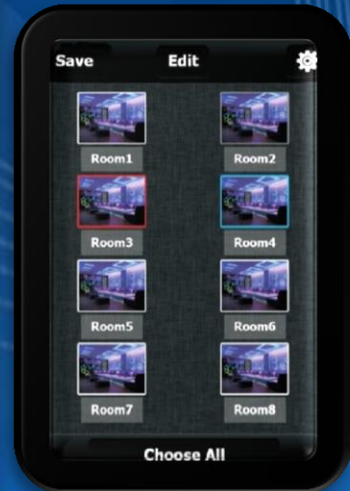 Save Edit
Room1 Room2
Room3 Room4
Room5 Room6
Room7 Room8
Choose All